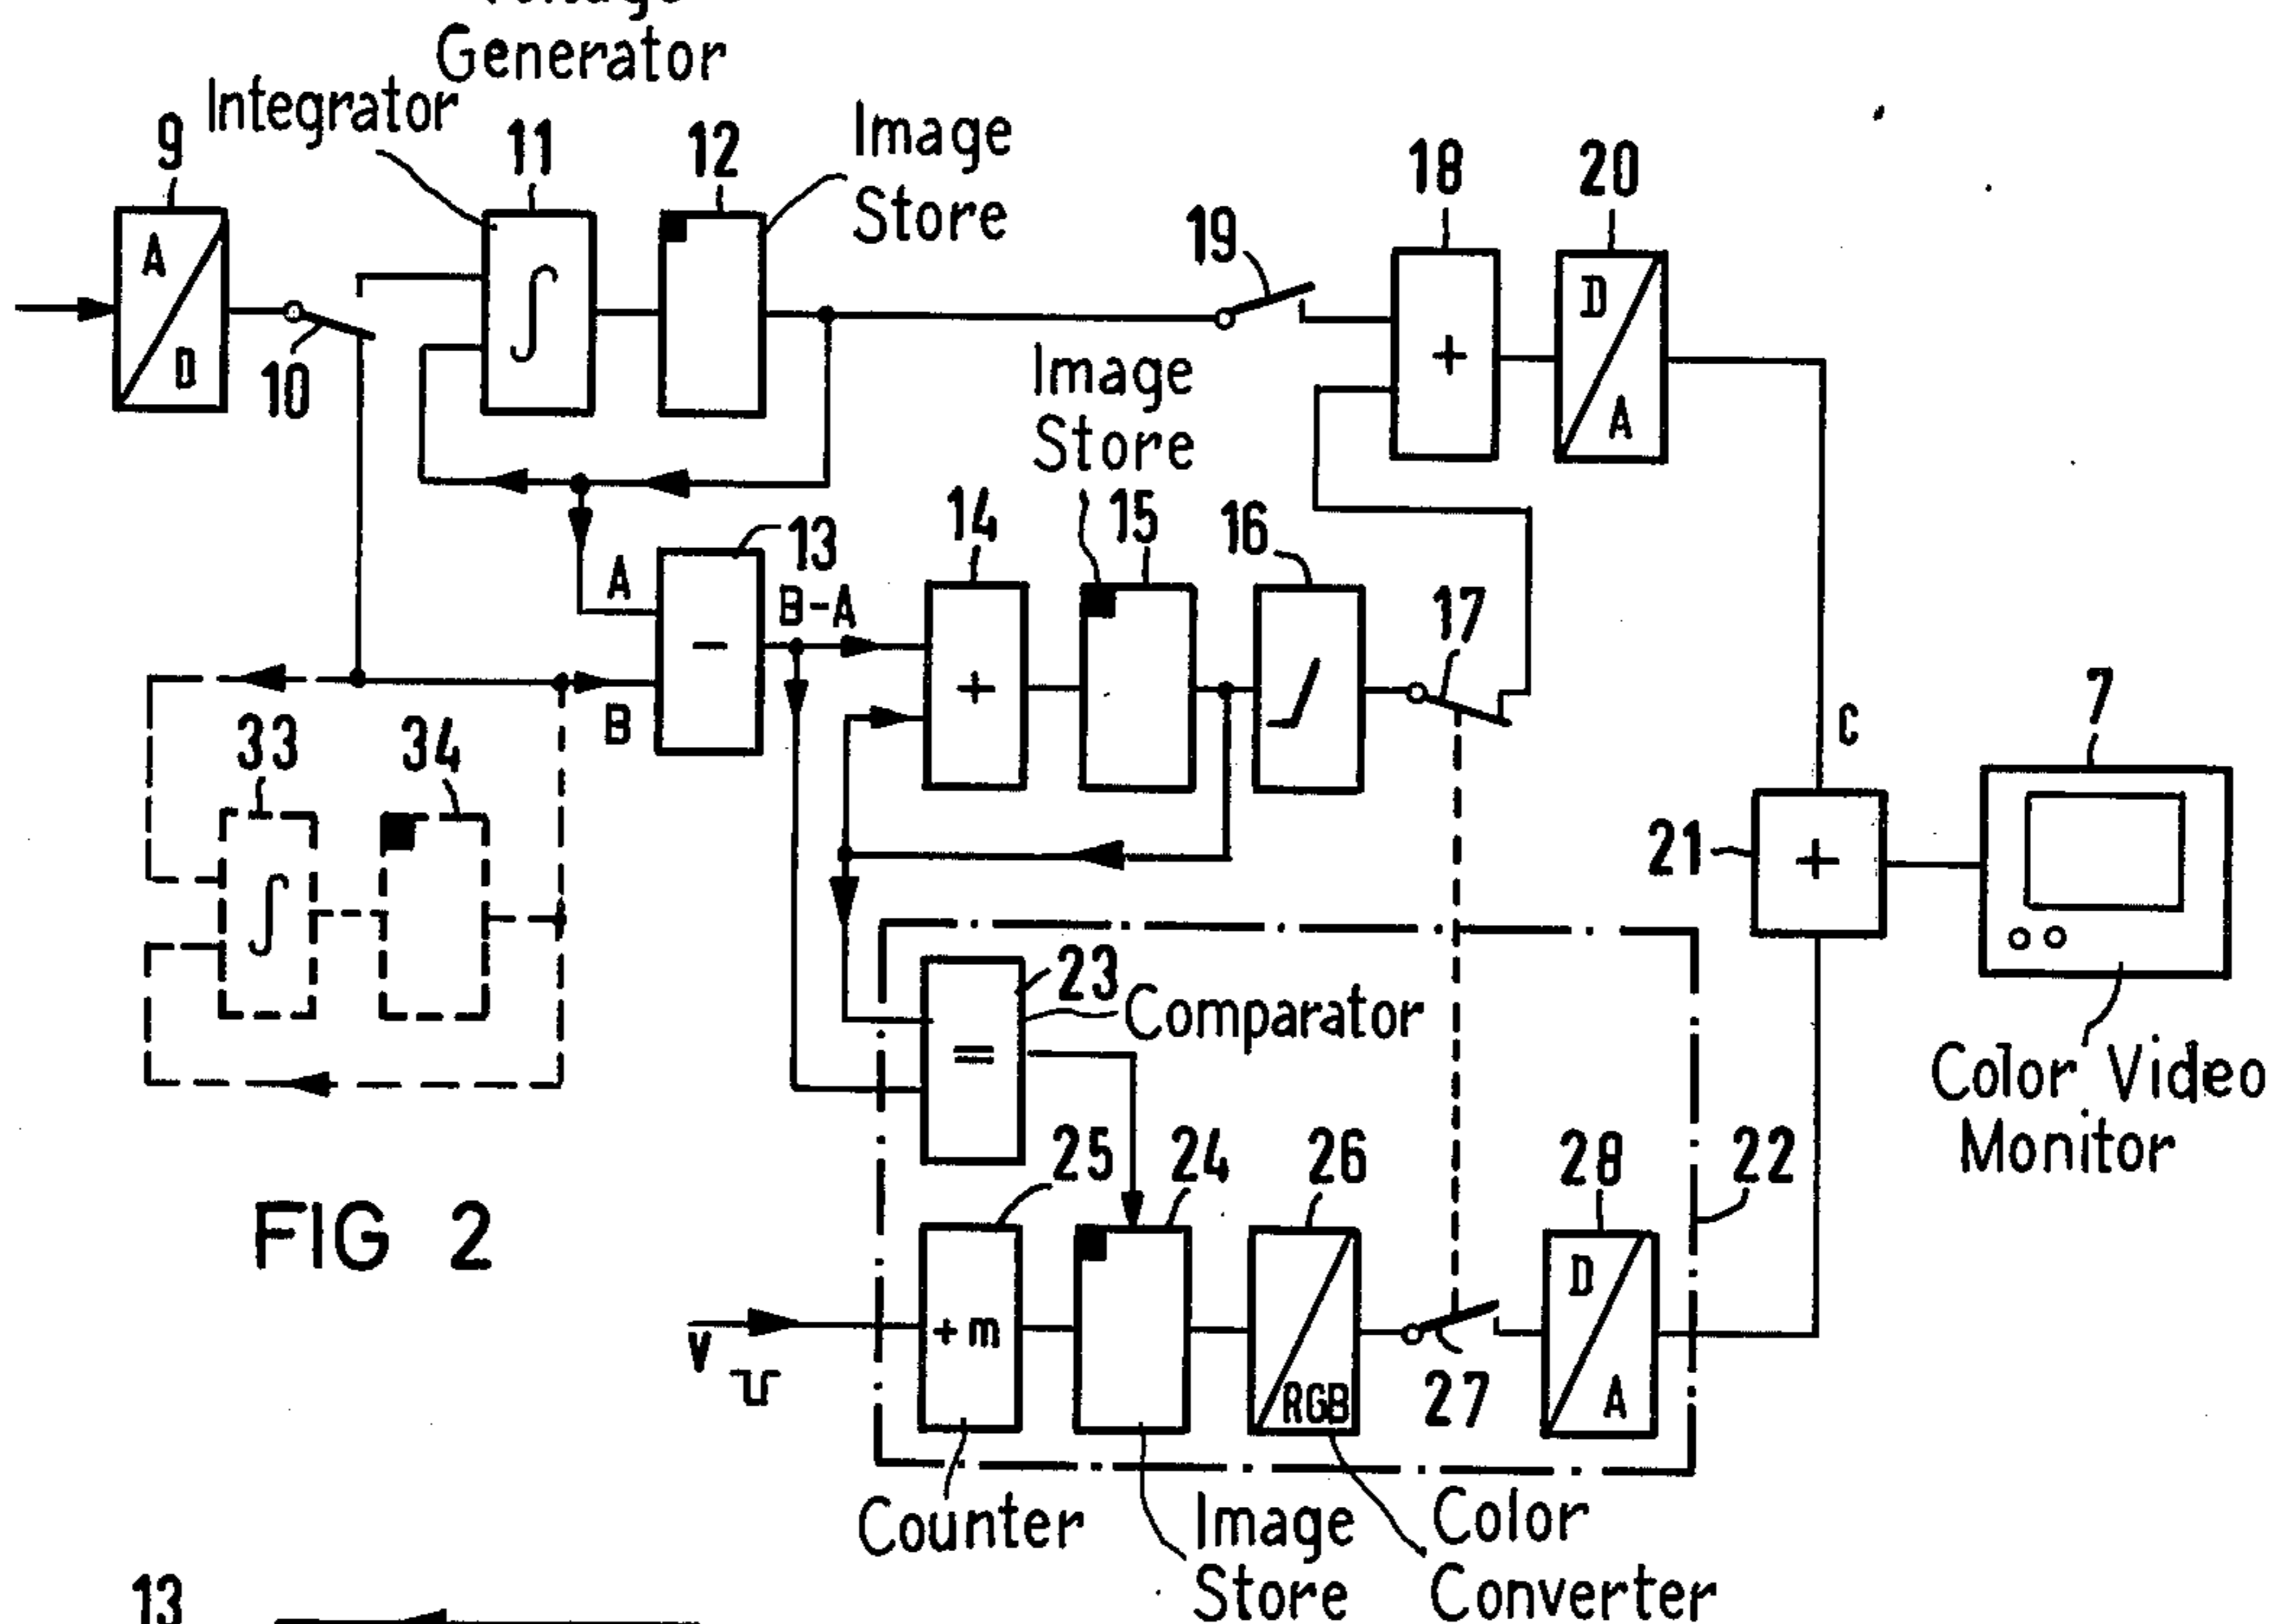 Generator
Integrator
9
11
12
Image
Store
18
20
19
A
D
10
∫
+
D
A
Image
Store
14
15
16
13
A
B-A
17
B
-
+
33
34
C
7
21
+
∫
23
Comparator
=
Color Video
Monitor
25
24
26
28
22
FIG 2
V
+m
RGB
27
D
A
Counter
Image
Store
Color
Converter
13